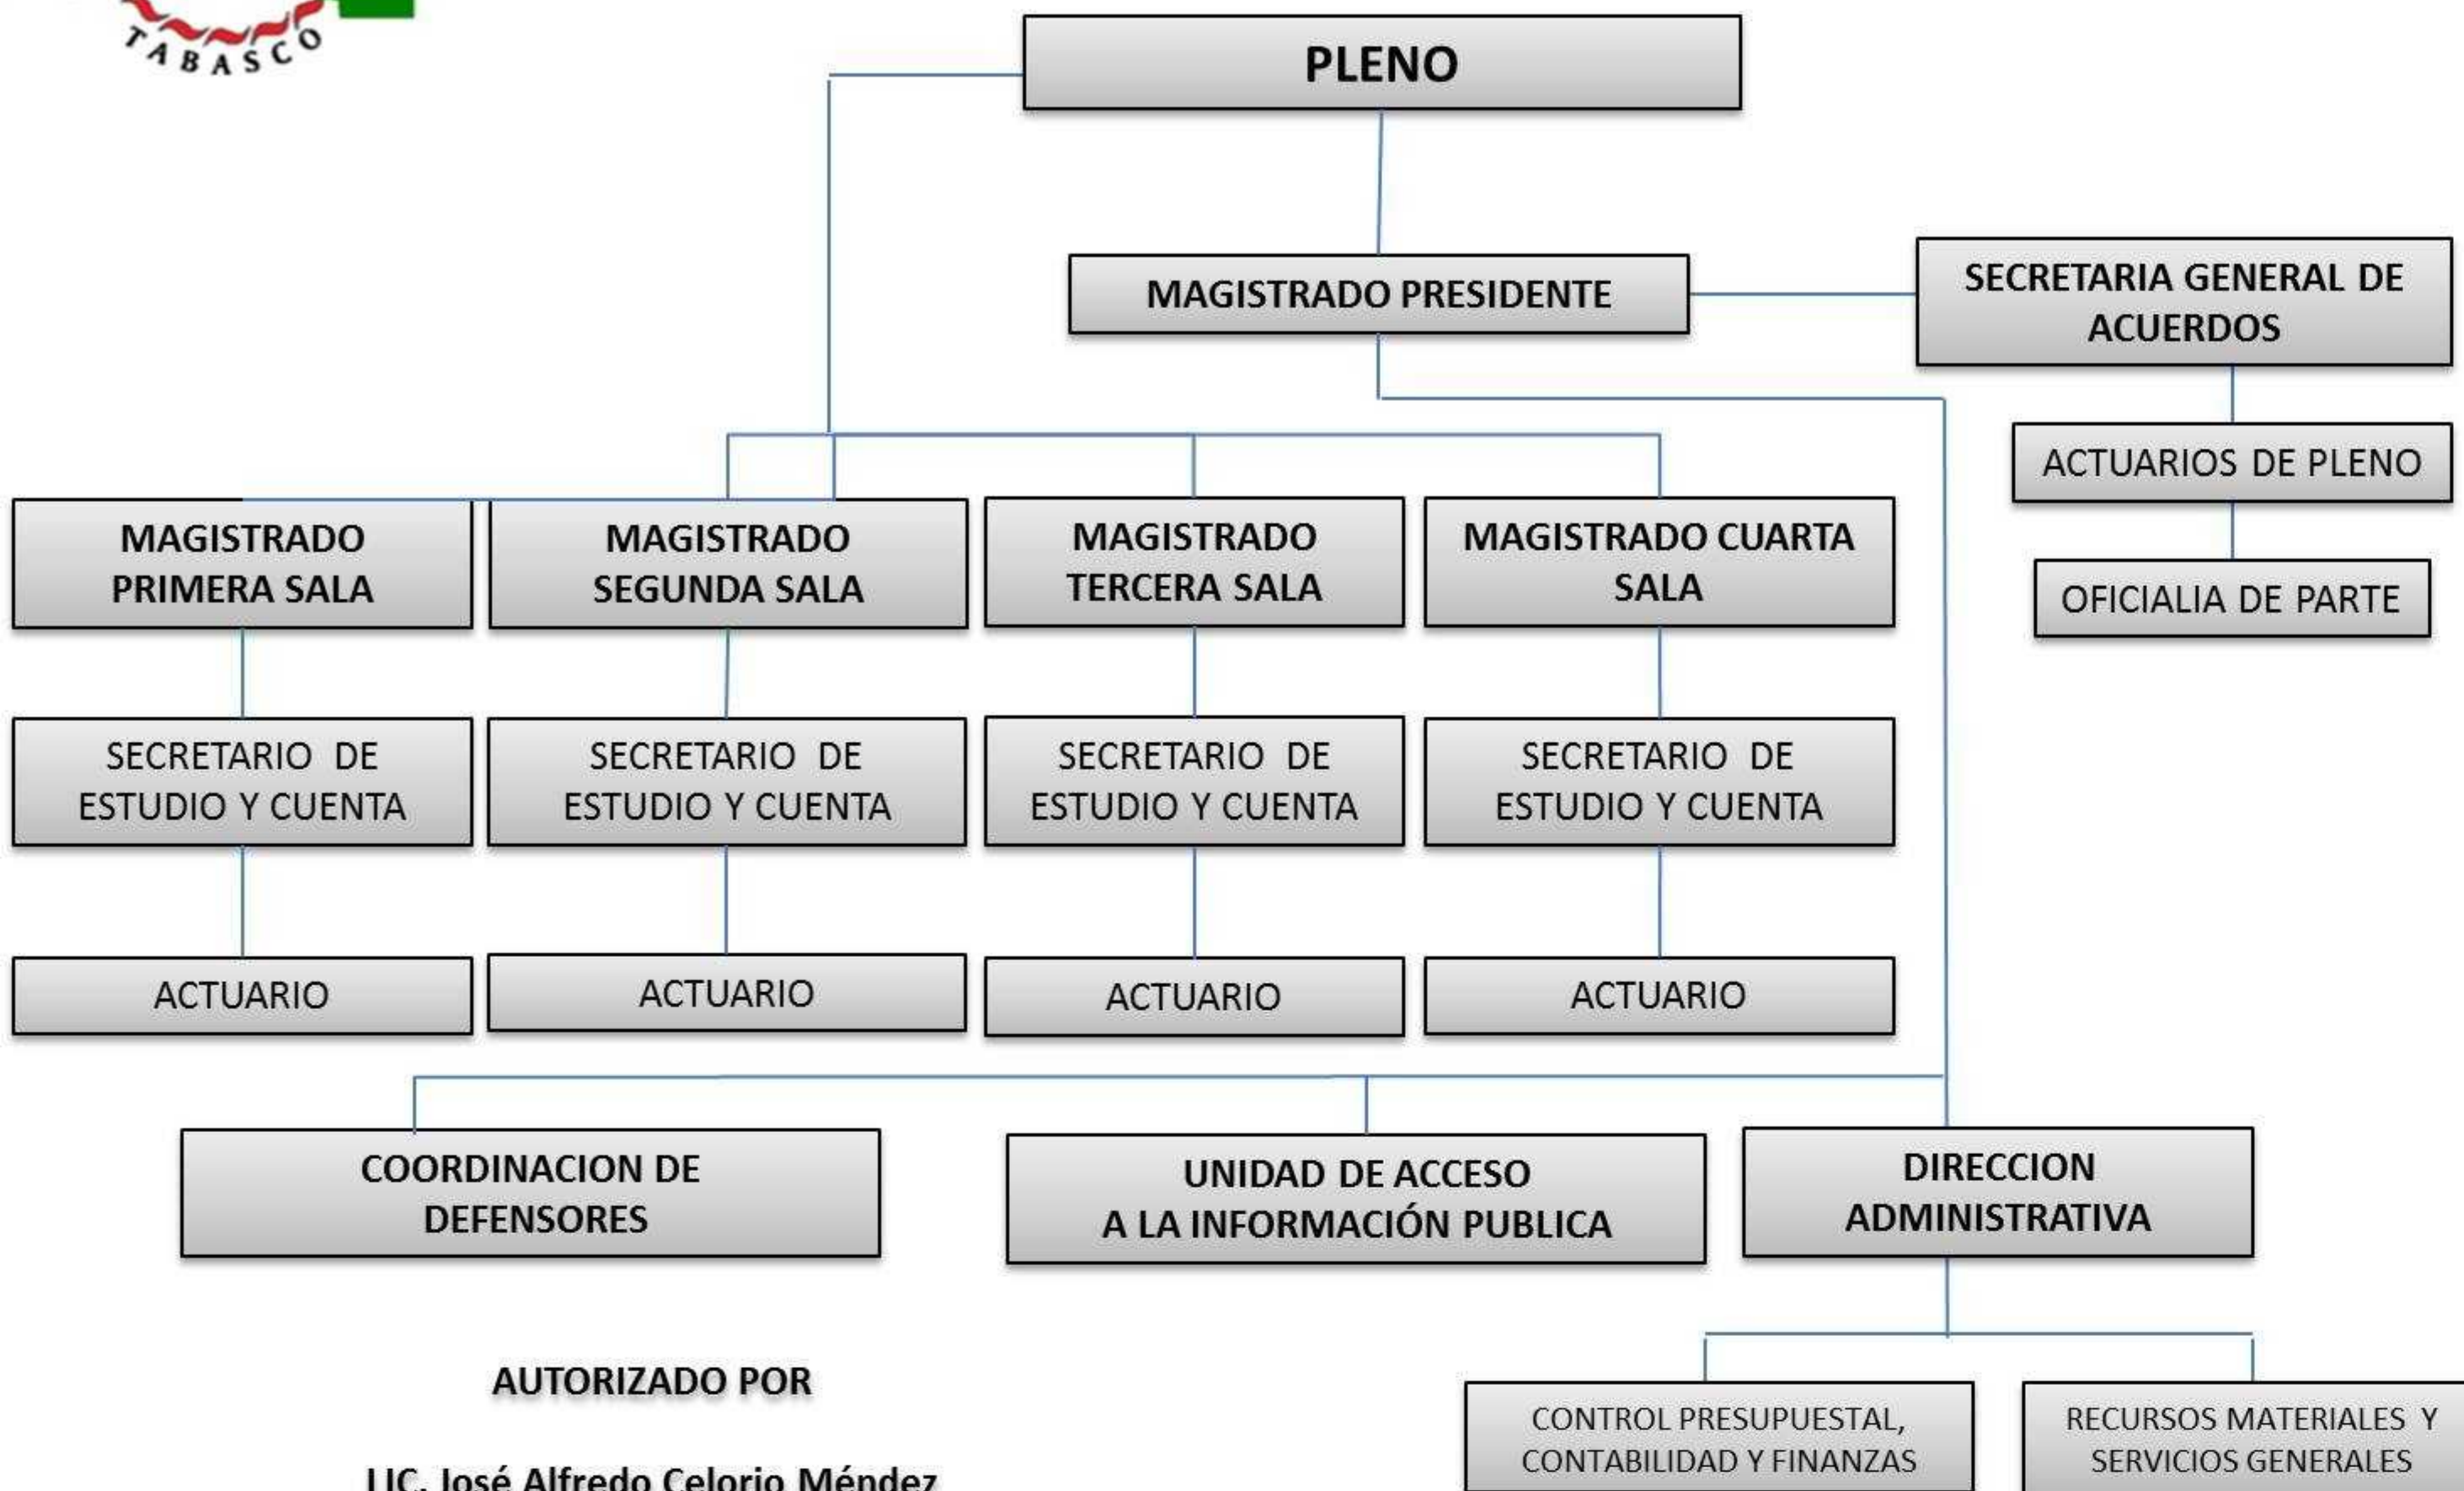 TABASCO
PLENO
MAGISTRADO PRESIDENTE
SECRETARIA GENERAL DE
ACUERDOS
ACTUARIOS DE PLENO
OFICIALIA DE PARTE
MAGISTRADO
PRIMERA SALA
MAGISTRADO
SEGUNDA SALA
MAGISTRADO
TERCERA SALA
MAGISTRADO CUARTA
SALA
SECRETARIO DE
ESTUDIO Y CUENTA
SECRETARIO DE
ESTUDIO Y CUENTA
SECRETARIO DE
ESTUDIO Y CUENTA
SECRETARIO DE
ESTUDIO Y CUENTA
ACTUARIO
ACTUARIO
ACTUARIO
ACTUARIO
COORDINACION DE
DEFENSORES
UNIDAD DE ACCESO
A LA INFORMACIÓN PUBLICA
DIRECCION
ADMINISTRATIVA
AUTORIZADO POR
LIC. José Alfredo Celorio Méndez
CONTROL PRESUPUESTAL,
CONTABILIDAD Y FINANZAS
RECURSOS MATERIALES Y
SERVICIOS GENERALES